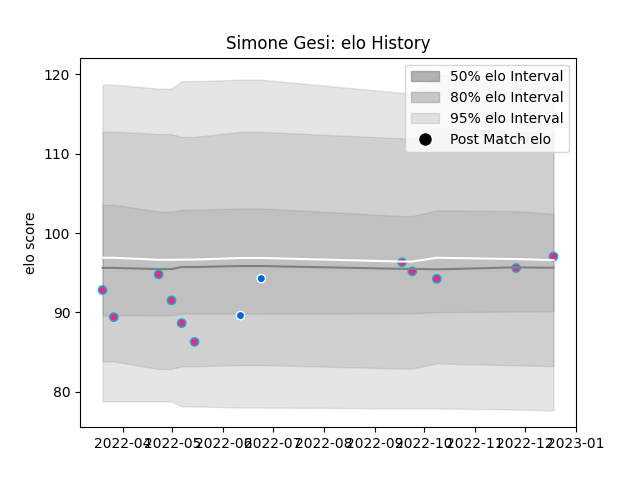 Simone Gesi: elo History
50% elo Interval
80% elo Interval
95% elo Interval
Post Match elo
elo score
120
110
100
90
80
2022-04 2022-05 2022-06 2022-07 2022-08 2022-09 2022-10 2022-11 2022-12 2023-01